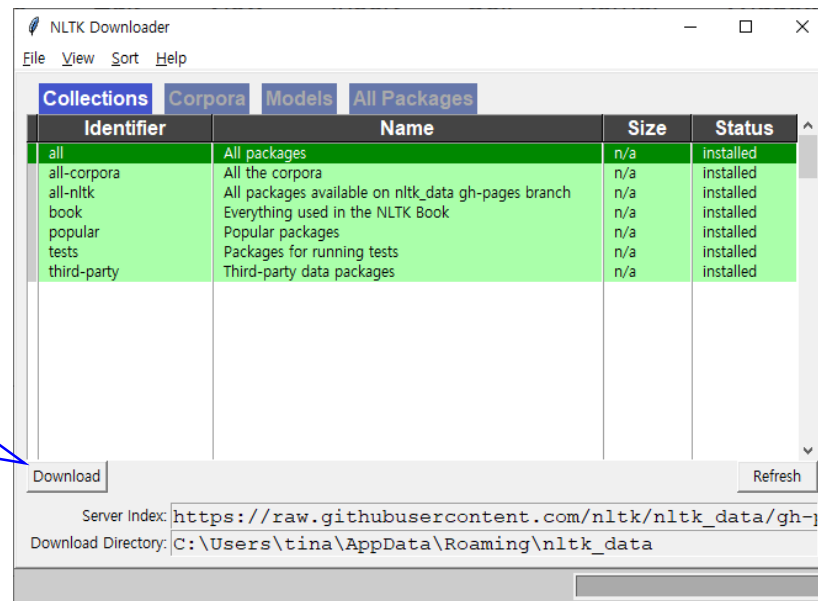 NLTK Downloader
File View Sort Help
Collections Corpora Models All Packages
Identifier Name Size Status
all All packages n/a installed
all-corpora All the corpora n/a installed
all-nltk All packages available on nltk_data gh-pages branch n/a installed
book Everything used in the NLTK Book n/a installed
popular Popular packages n/a installed
tests Packages for running tests n/a installed
third-party Third-party data packages n/a installed
Download Refresh
Server Index: https://raw.githubusercontent.com/nltk/nltk_data/gh-p
Download Directory: C:\Users\tina\AppData\Roaming\nltk_data